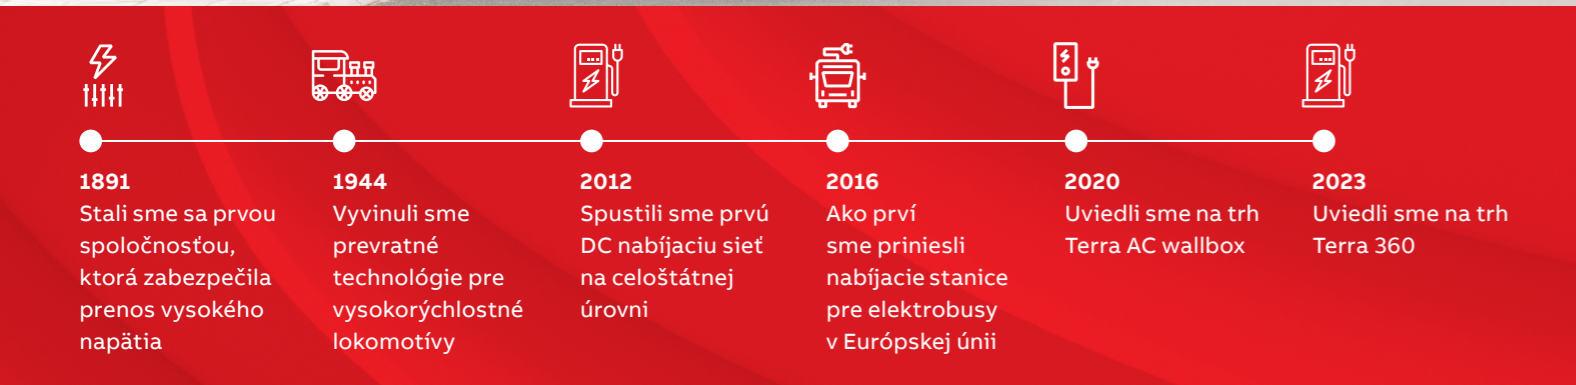 1891
Stali sme sa prvou
spoločnosťou,
ktorá zabezpečila
prenos vysokého
napätia
1944
Vyvinuli sme
prevratné
technológie pre
vysokorýchlostné
lokomotívy
2012
Spustili sme prvú
DC nabíjaciu sieť
na celoštátnej
úrovni
2016
Ako prví
sme priniesli
nabíjacie stanice
pre elektrobusy
v Európskej únii
2020
Uviedli sme na trh
Terra AC wallbox
2023
Uviedli sme na trh
Terra 360